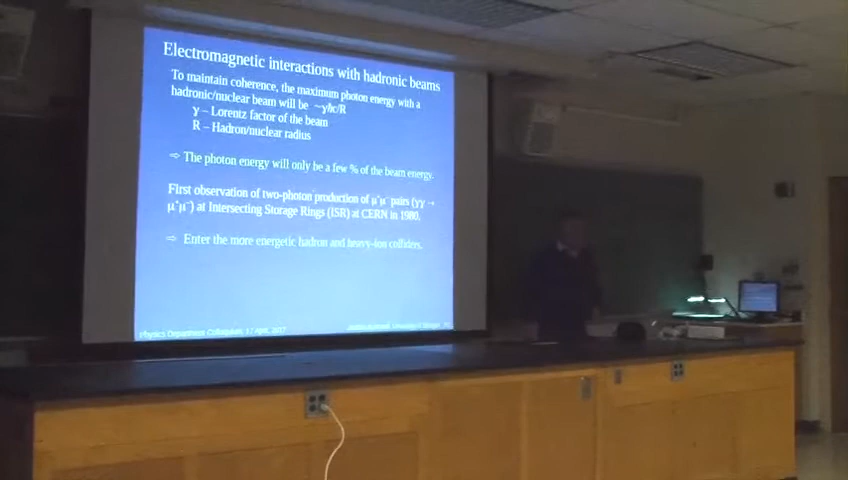 Electromagnetic interactions with hadronic beams
To maintain coherence, the maximum photon energy with a
hadronic/nuclear beam will be ~γħc/R
γ – Lorentz factor of the beam
R – Hadron/nuclear radius
⇨ The photon energy will only be a few % of the beam energy.
First observation of two-photon production of μ⁺μ⁻ pairs (γγ →
μ⁺μ⁻) at Intersecting Storage Rings (ISR) at CERN in 1980.
⇨ Enter the more energetic hadron and heavy-ion colliders.
Physics Department Colloquium, 17 April, 2017